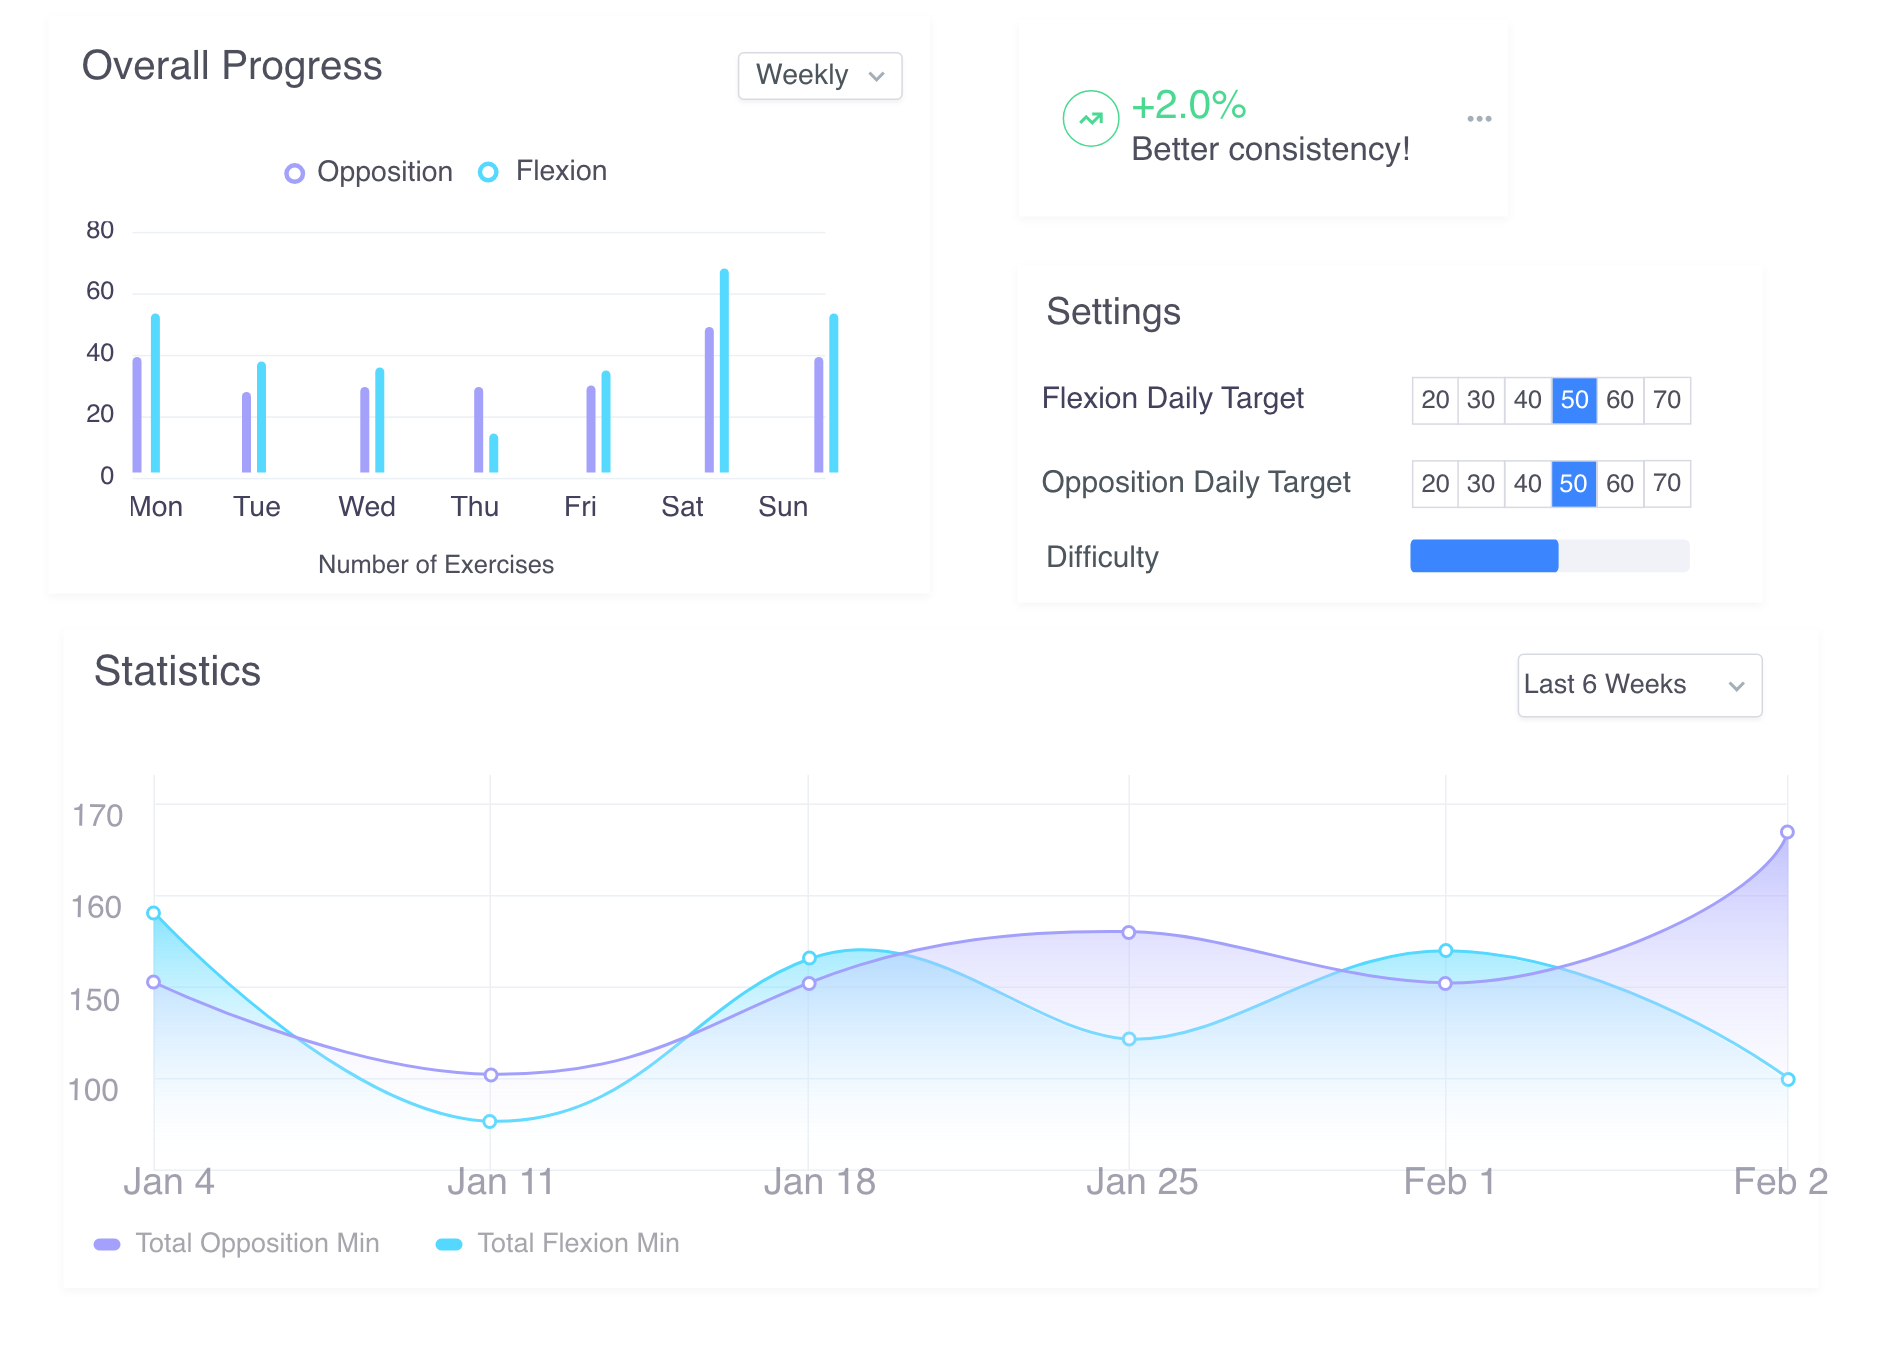 Overall Progress
Weekly
Opposition
Flexion
80
60
40
20
0
Mon Tue Wed Thu Fri Sat Sun
Number of Exercises
+2.0%
Better consistency!
Settings
Flexion Daily Target 20 30 40 50 60 70
Opposition Daily Target 20 30 40 50 60 70
Difficulty
Statistics
Last 6 Weeks
170
160
150
100
Jan 4 Jan 11 Jan 18 Jan 25 Feb 1 Feb 2
Total Opposition Min
Total Flexion Min